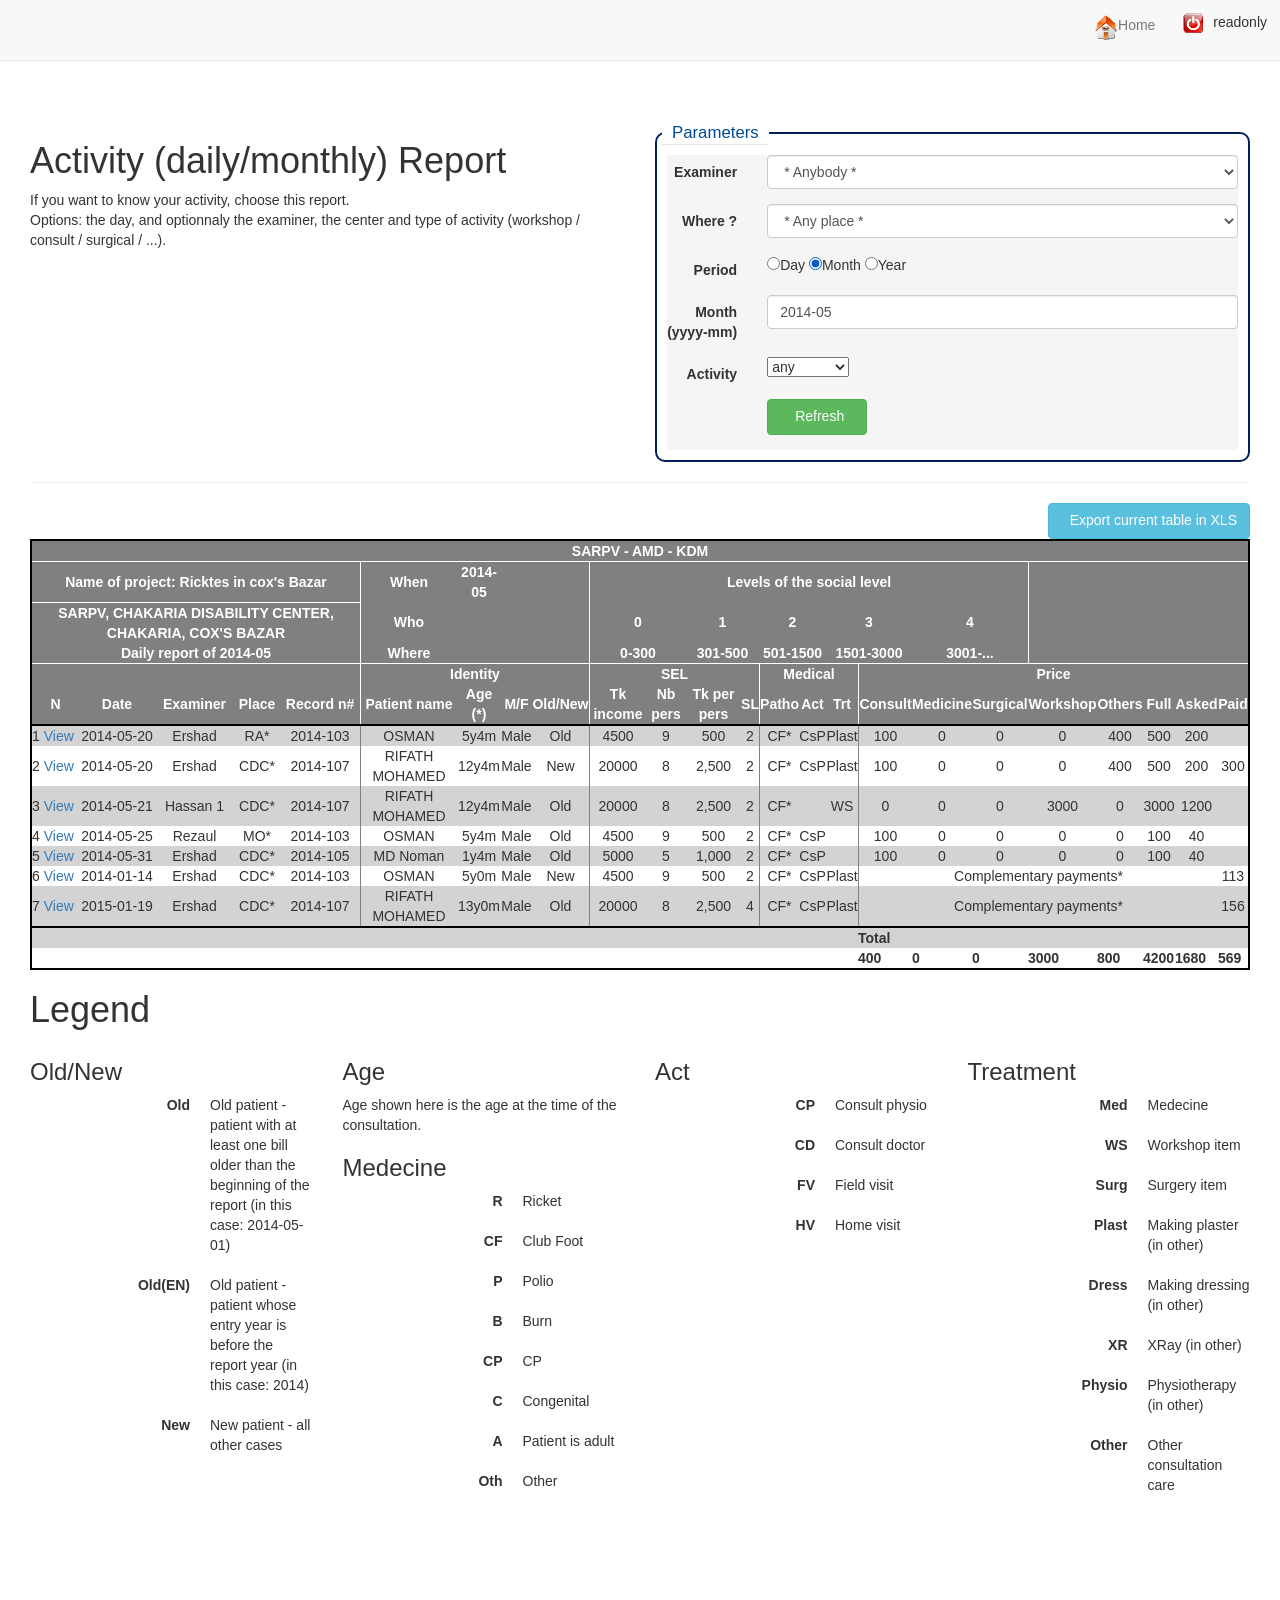 Home readonly
Activity (daily/monthly) Report
If you want to know your activity, choose this report.
Options: the day, and optionnaly the examiner, the center and type of activity (workshop /
consult / surgical / ...).
Parameters
Examiner * Anybody *
Where ? * Any place *
Period Day Month Year
Month
(yyyy-mm) 2014-05
Activity any
Refresh
Export current table in XLS
SARPV - AMD - KDM
Name of project: Ricktes in cox's Bazar When 2014-05 Levels of the social level
SARPV, CHAKARIA DISABILITY CENTER,
CHAKARIA, COX'S BAZAR Who 0 1 2 3 4
Daily report of 2014-05 Where 0-300 301-500 501-1500 1501-3000 3001-...
Identity SEL Medical Price
N Date Examiner Place Record n# Patient name Age (*) M/F Old/New Tk income Nb pers Tk per pers SL Patho Act Trt Consult Medicine Surgical Workshop Others Full Asked Paid
1 View 2014-05-20 Ershad RA* 2014-103 OSMAN 5y4m Male Old 4500 9 500 2 CF* CsP Plast 100 0 0 0 400 500 200
2 View 2014-05-20 Ershad CDC* 2014-107 RIFATH MOHAMED 12y4m Male New 20000 8 2,500 2 CF* CsP Plast 100 0 0 0 400 500 200 300
3 View 2014-05-21 Hassan 1 CDC* 2014-107 RIFATH MOHAMED 12y4m Male Old 20000 8 2,500 2 CF* WS 0 0 0 3000 0 3000 1200
4 View 2014-05-25 Rezaul MO* 2014-103 OSMAN 5y4m Male Old 4500 9 500 2 CF* CsP 100 0 0 0 0 100 40
5 View 2014-05-31 Ershad CDC* 2014-105 MD Noman 1y4m Male Old 5000 5 1,000 2 CF* CsP 100 0 0 0 0 100 40
6 View 2014-01-14 Ershad CDC* 2014-103 OSMAN 5y0m Male New 4500 9 500 2 CF* CsP Plast Complementary payments* 113
7 View 2015-01-19 Ershad CDC* 2014-107 RIFATH MOHAMED 13y0m Male Old 20000 8 2,500 4 CF* CsP Plast Complementary payments* 156
Total
400 0 0 3000 800 4200 1680 569
Legend
Old/New
Old Old patient -
patient with at
least one bill
older than the
beginning of the
report (in this
case: 2014-05-
01)
Old(EN) Old patient -
patient whose
entry year is
before the
report year (in
this case: 2014)
New New patient - all
other cases
Age
Age shown here is the age at the time of the
consultation.
Medecine
R Ricket
CF Club Foot
P Polio
B Burn
CP CP
C Congenital
A Patient is adult
Oth Other
Act
CP Consult physio
CD Consult doctor
FV Field visit
HV Home visit
Treatment
Med Medecine
WS Workshop item
Surg Surgery item
Plast Making plaster
(in other)
Dress Making dressing
(in other)
XR XRay (in other)
Physio Physiotherapy
(in other)
Other Other
consultation
care